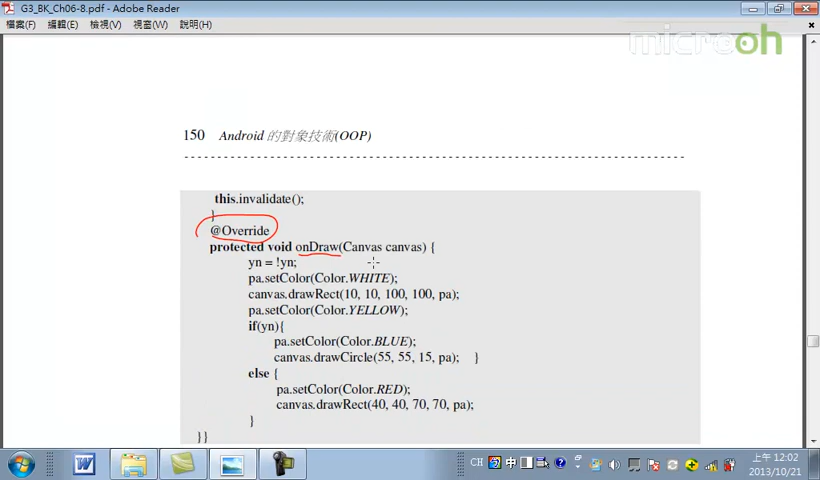 G3_BK_Ch06-8.pdf - Adobe Reader
檔案(F) 編輯(E) 檢視(V) 視窗(W) 說明(H)
microoh
150 Android 的對象技術(OOP)
this.invalidate();
}
@Override
protected void onDraw(Canvas canvas) {
yn = !yn;
pa.setColor(Color.WHITE);
canvas.drawRect(10, 10, 100, 100, pa);
pa.setColor(Color.YELLOW);
if(yn){
pa.setColor(Color.BLUE);
canvas.drawCircle(55, 55, 15, pa); }
else {
pa.setColor(Color.RED);
canvas.drawRect(40, 40, 70, 70, pa);
}
}}
CH 中 上午 12:02
2013/10/21